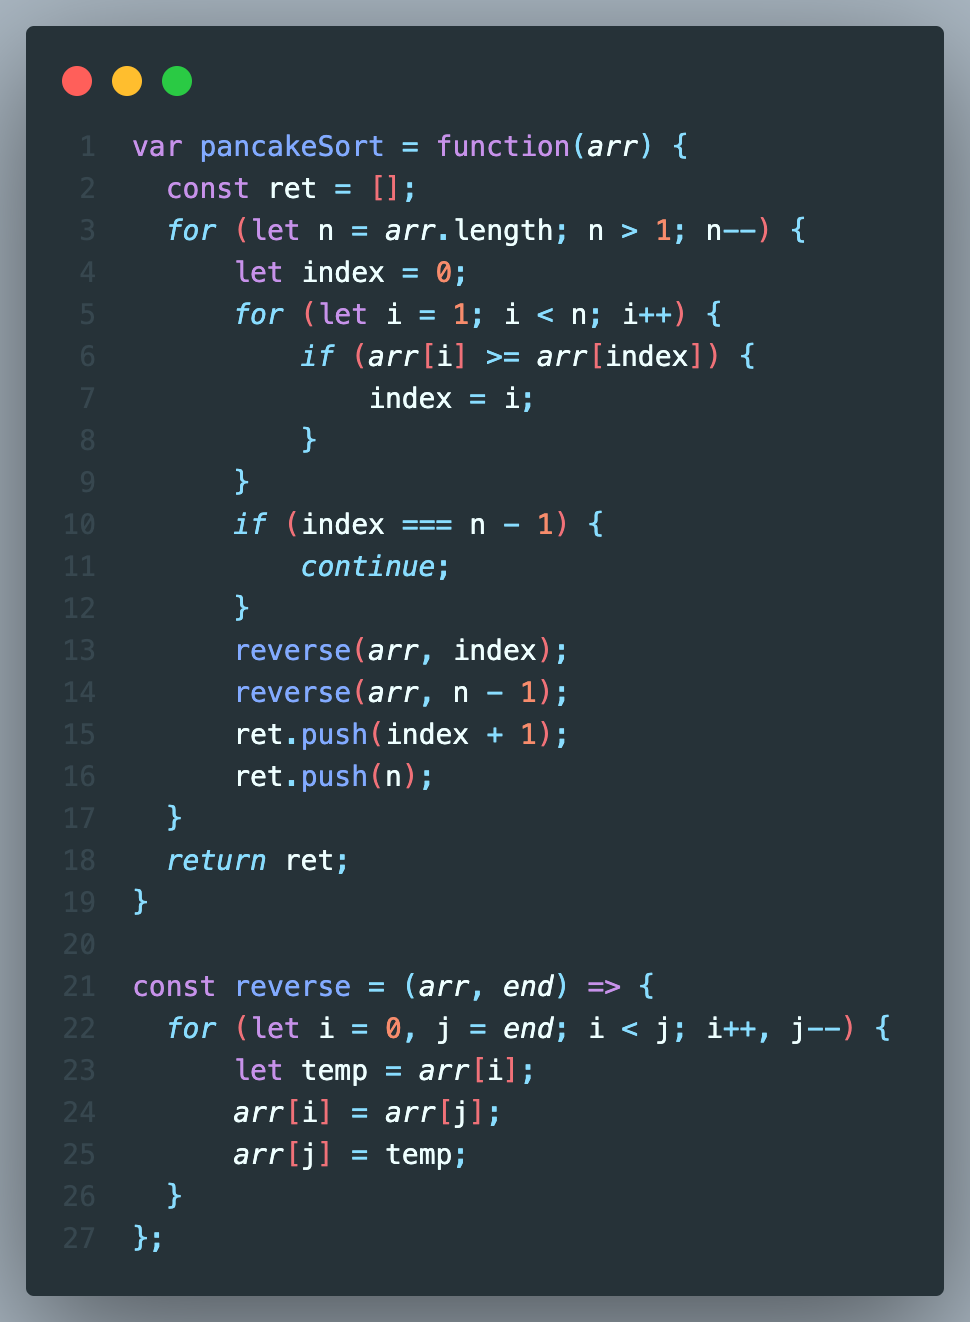 1 var pancakeSort = function(arr) {
2   const ret = [];
3   for (let n = arr.length; n > 1; n--) {
4       let index = 0;
5       for (let i = 1; i < n; i++) {
6           if (arr[i] >= arr[index]) {
7               index = i;
8           }
9       }
10       if (index === n - 1) {
11           continue;
12       }
13       reverse(arr, index);
14       reverse(arr, n - 1);
15       ret.push(index + 1);
16       ret.push(n);
17   }
18   return ret;
19 }
20
21 const reverse = (arr, end) => {
22   for (let i = 0, j = end; i < j; i++, j--) {
23       let temp = arr[i];
24       arr[i] = arr[j];
25       arr[j] = temp;
26   }
27 };